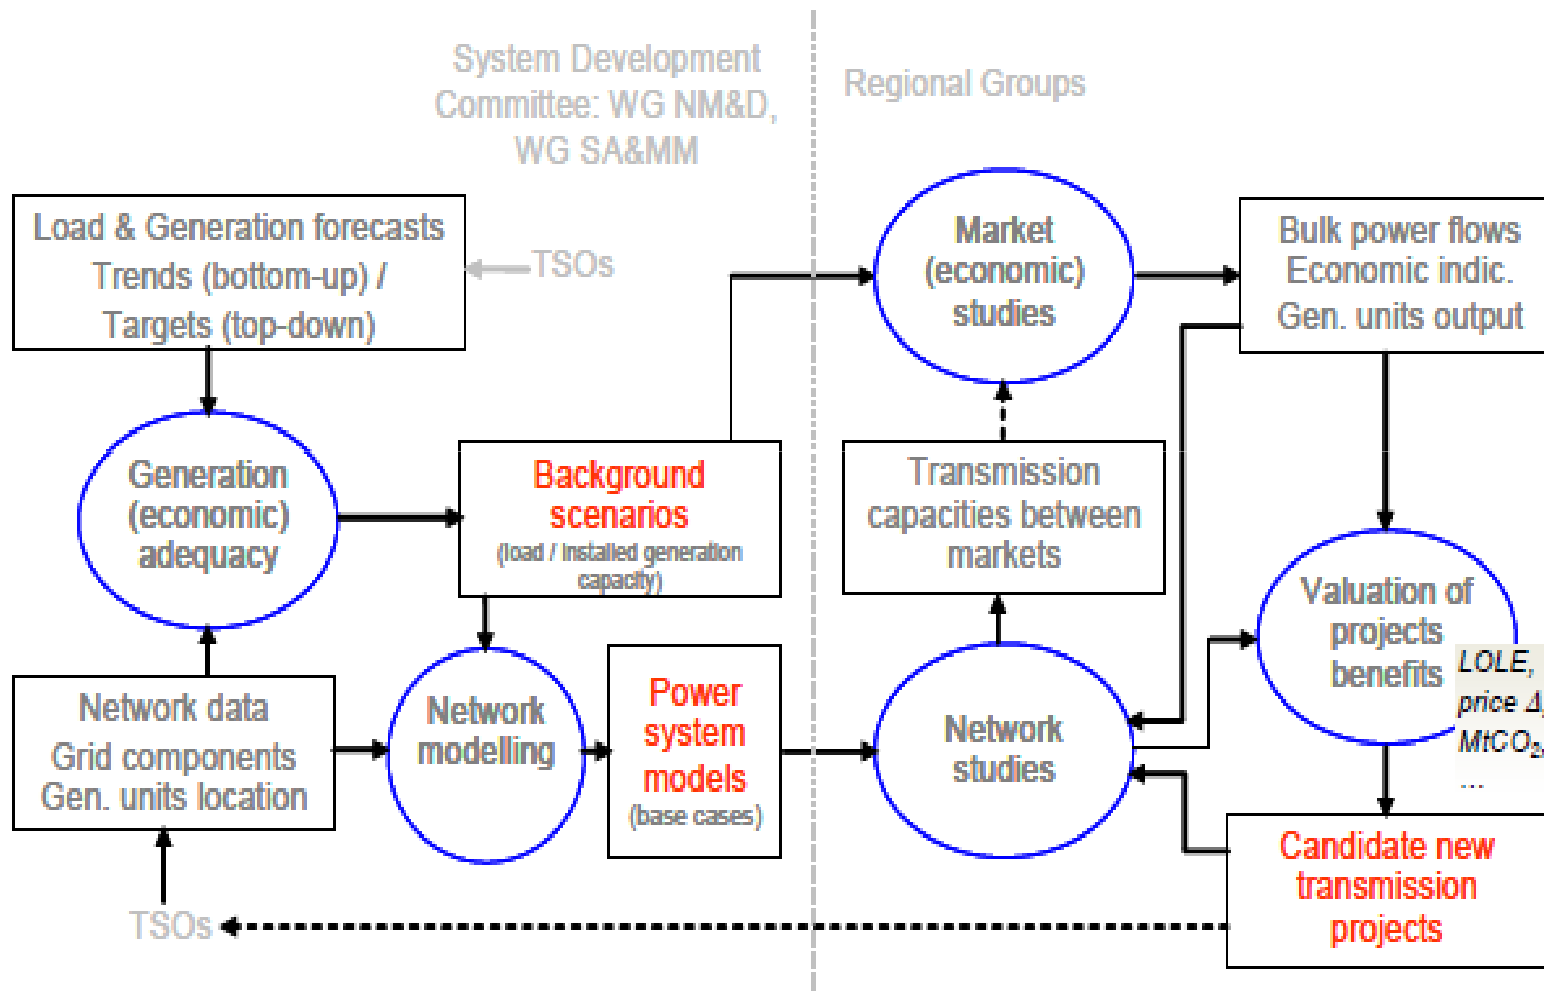 System Development
Committee: WG NM&D,
WG SA&MM
Regional Groups
Load & Generation forecasts
Trends (bottom-up) /
Targets (top-down)
TSOs
Market
(economic)
studies
Bulk power flows
Economic indic.
Gen. units output
Generation
(economic)
adequacy
Background
scenarios
(load / installed generation
capacity)
Transmission
capacities between
markets
Valuation of
projects
benefits
LOLE,
price Δ,
MtCO₂,
...
Network data
Grid components
Gen. units location
Network
modelling
Power
system
models
(base cases)
Network
studies
Candidate new
transmission
projects
TSOs